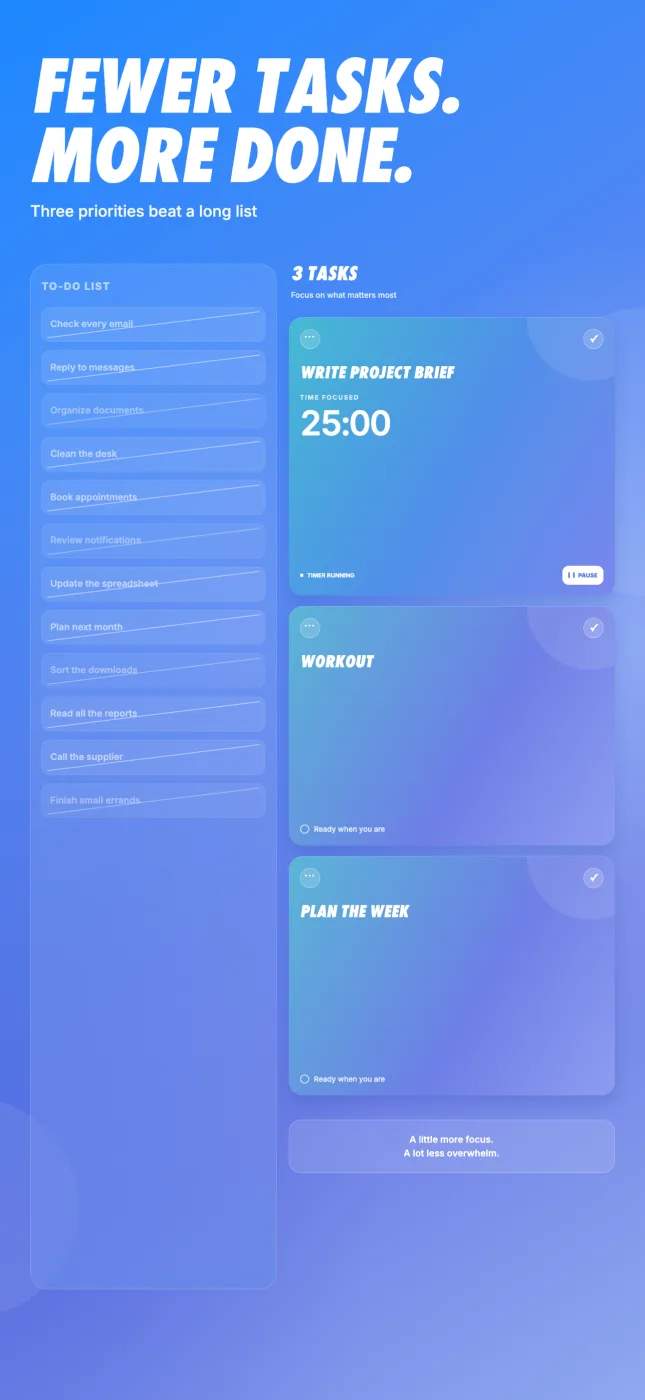 FEWER TASKS.
MORE DONE.
Three priorities beat a long list
TO-DO LIST
Check every email
Reply to messages
Organize documents
Clean the desk
Book appointments
Review notifications
Update the spreadsheet
Plan next month
Sort the downloads
Read all the reports
Call the supplier
Finish small errands
3 TASKS
Focus on what matters most
WRITE PROJECT BRIEF
TIME FOCUSED
25:00
TIMER RUNNING
PAUSE
WORKOUT
Ready when you are
PLAN THE WEEK
Ready when you are
A little more focus.
A lot less overwhelm.